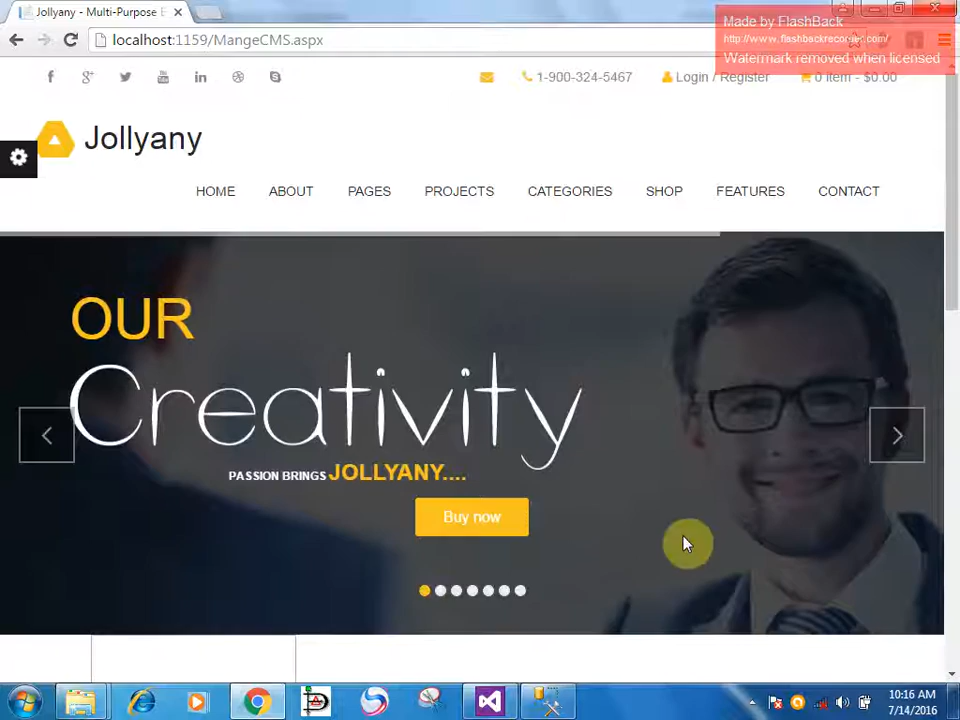 Jollyany - Multi-Purpose E
Made by FlashBack
http://www.flashbackrecorder.com/
Watermark removed when licensed
localhost:1159/MangeCMS.aspx
1-900-324-5467
Login / Register
0 item - $0.00
Jollyany
HOME ABOUT PAGES PROJECTS CATEGORIES SHOP FEATURES CONTACT
OUR
Creativity
PASSION BRINGS JOLLYANY....
Buy now
10:16 AM
7/14/2016